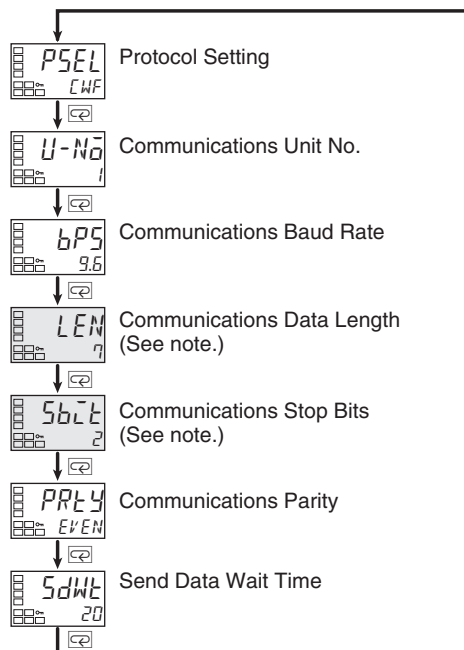 PSEL
CWF
Protocol Setting
U-No
1
Communications Unit No.
bPS
9.6
Communications Baud Rate
LEN
7
Communications Data Length
(See note.)
Sbit
2
Communications Stop Bits
(See note.)
PRtY
EVEN
Communications Parity
SdWt
20
Send Data Wait Time